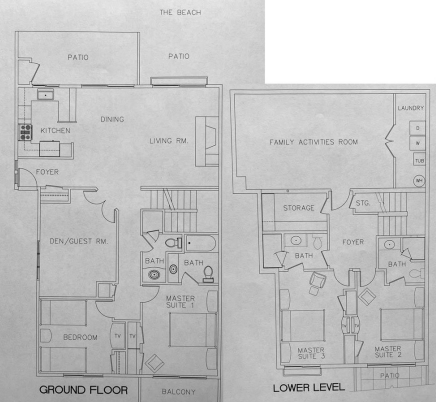 THE BEACH
PATIO
PATIO
DINING
KITCHEN
LIVING RM.
FOYER
DEN/GUEST RM.
BATH
BATH
MASTER
SUITE 1
BEDROOM
TV
TV
GROUND FLOOR
BALCONY
LAUNDRY
D
W
TUB
WH
FAMILY ACTIVITIES ROOM
STORAGE
STG.
FOYER
BATH
BATH
MASTER
SUITE 3
MASTER
SUITE 2
LOWER LEVEL
PATIO